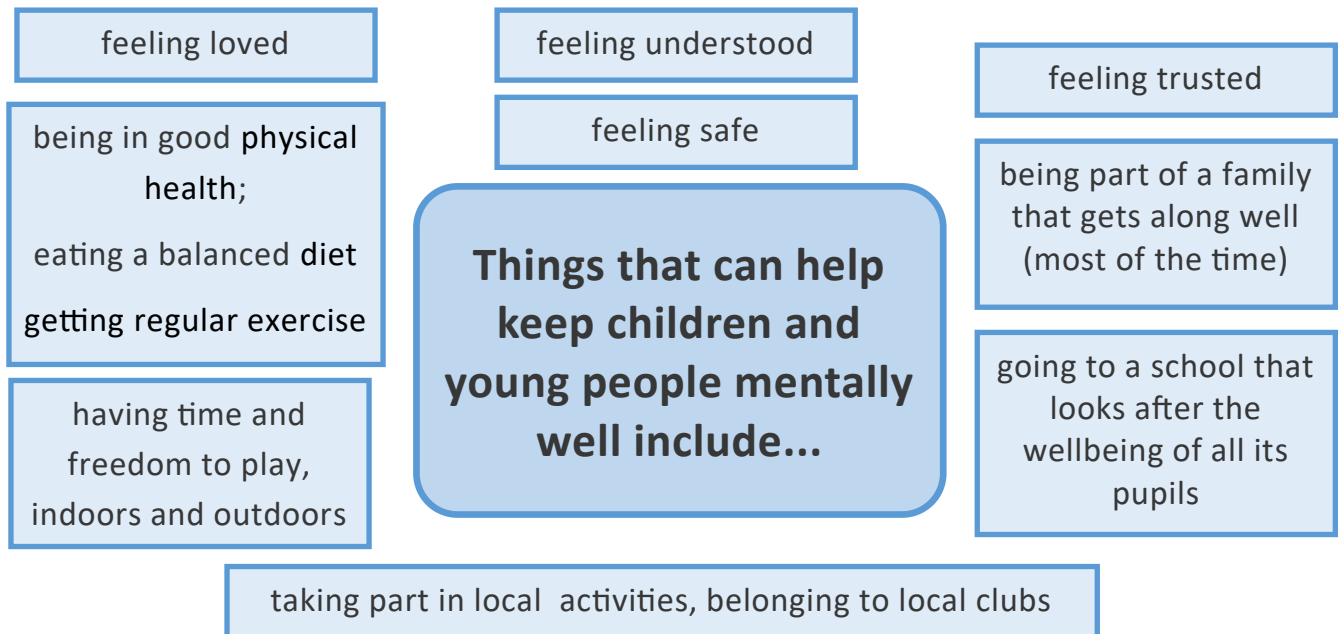 feeling loved
feeling understood
feeling trusted
being in good physical
health;
eating a balanced diet
getting regular exercise
feeling safe
being part of a family
that gets along well
(most of the time)
Things that can help
keep children and
young people mentally
well include...
having time and
freedom to play,
indoors and outdoors
going to a school that
looks after the
wellbeing of all its
pupils
taking part in local  activities, belonging to local clubs